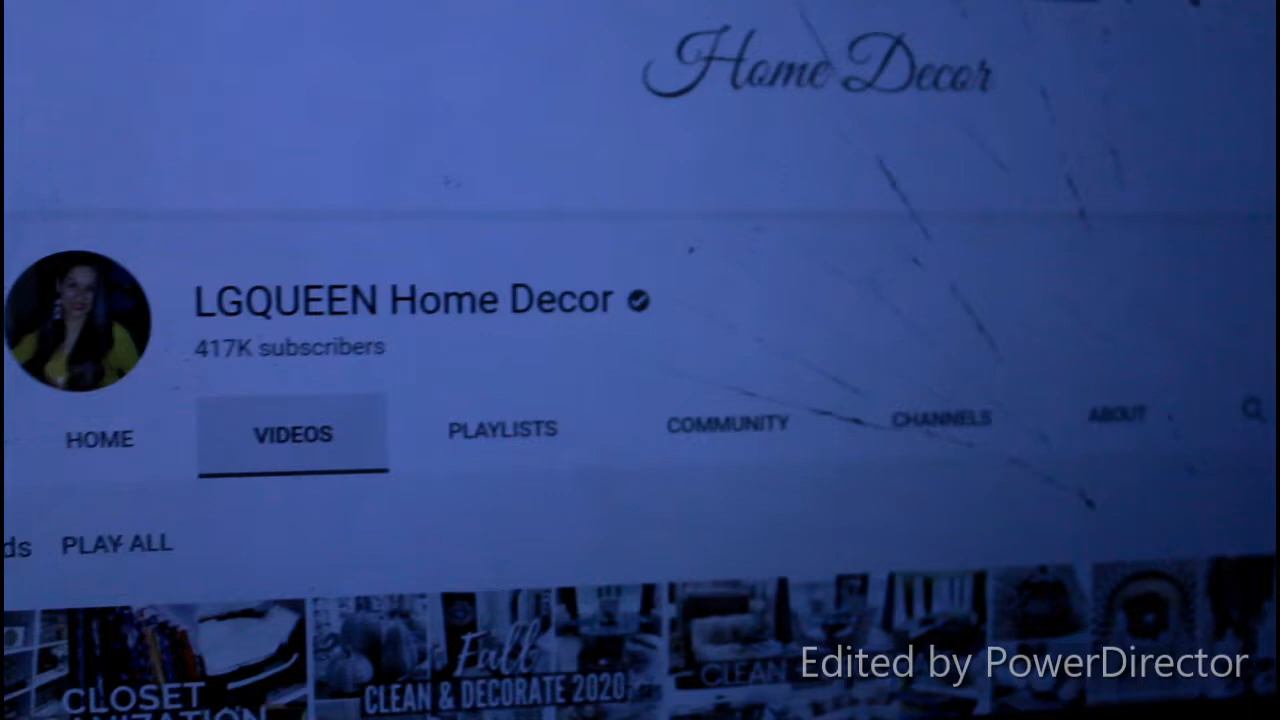 Home Decor
LGQUEEN Home Decor
417K subscribers
HOME VIDEOS PLAYLISTS COMMUNITY CHANNELS ABOUT
ds PLAY ALL
CLOSET
Fall
CLEAN & DECORATE 2020
CLEAN
Edited by PowerDirector